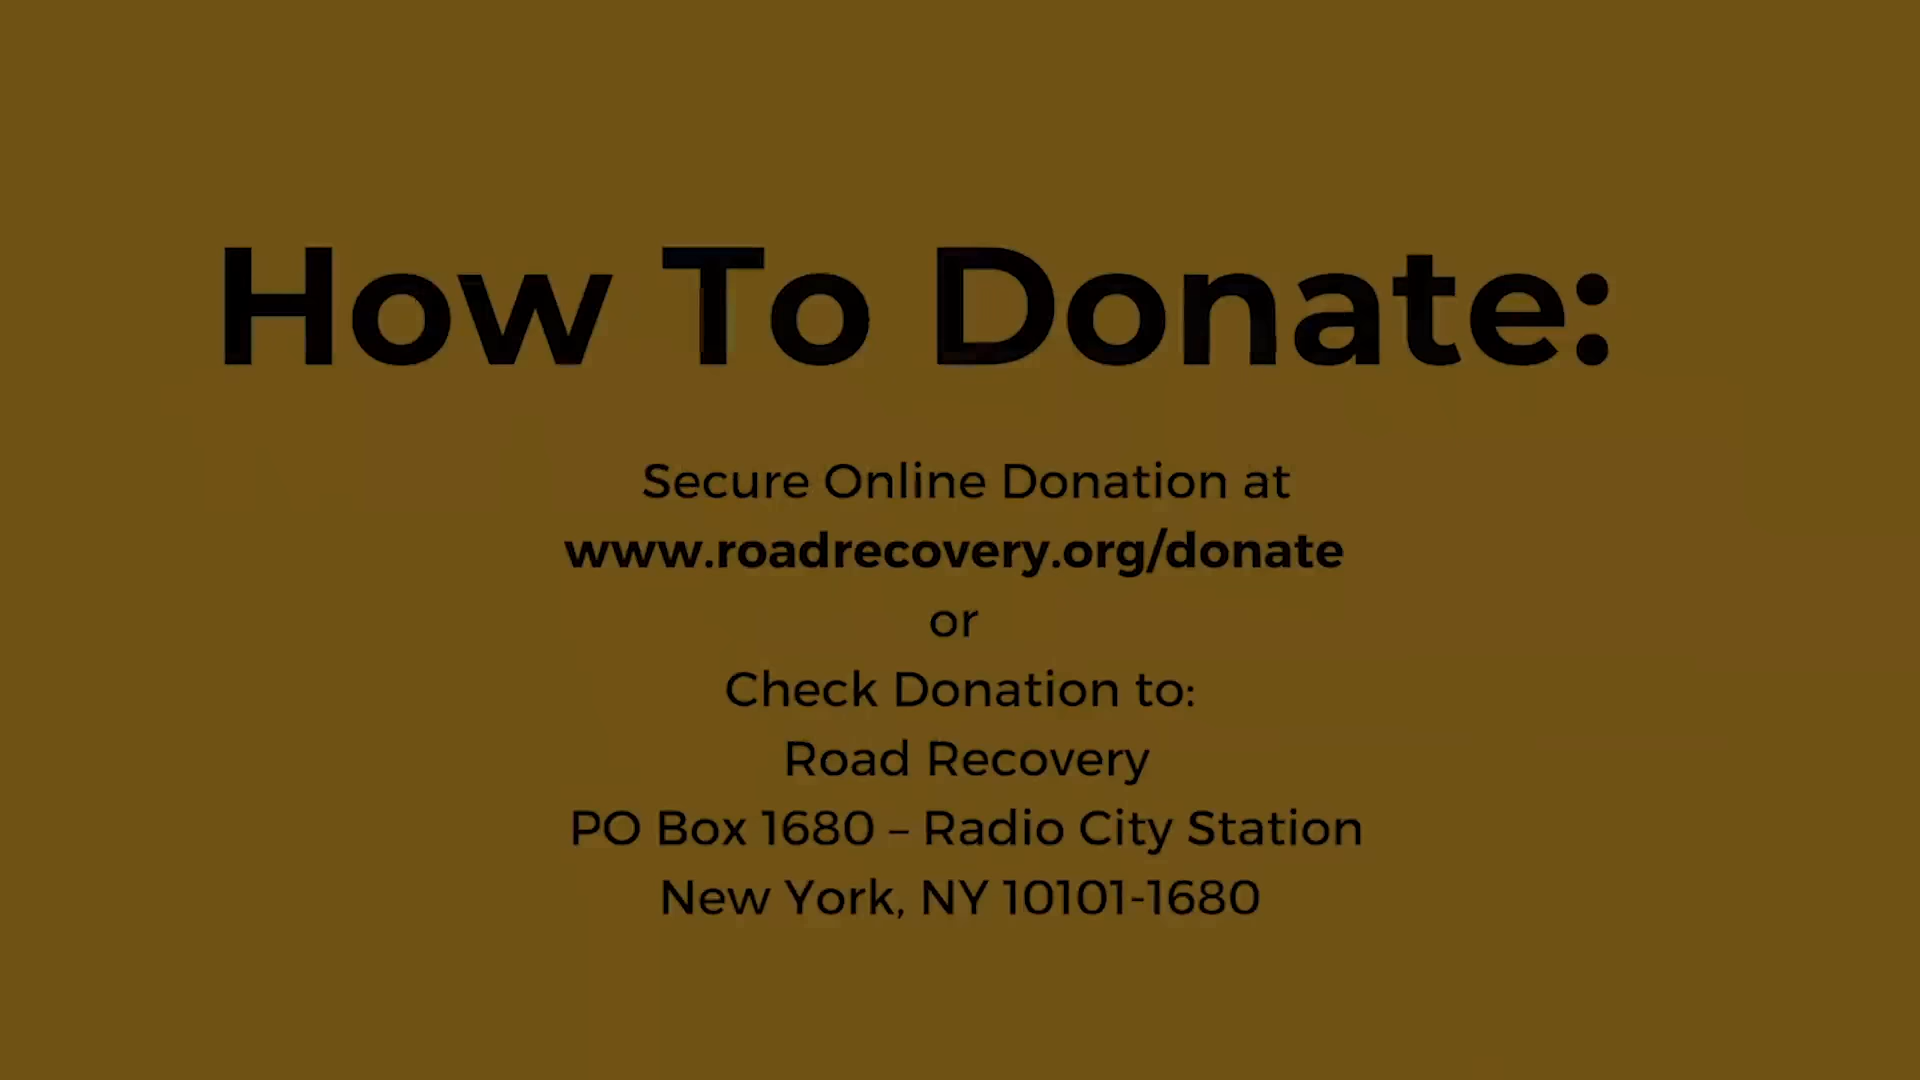 How To Donate:
Secure Online Donation at
www.roadrecovery.org/donate
or
Check Donation to:
Road Recovery
PO Box 1680 – Radio City Station
New York, NY 10101-1680